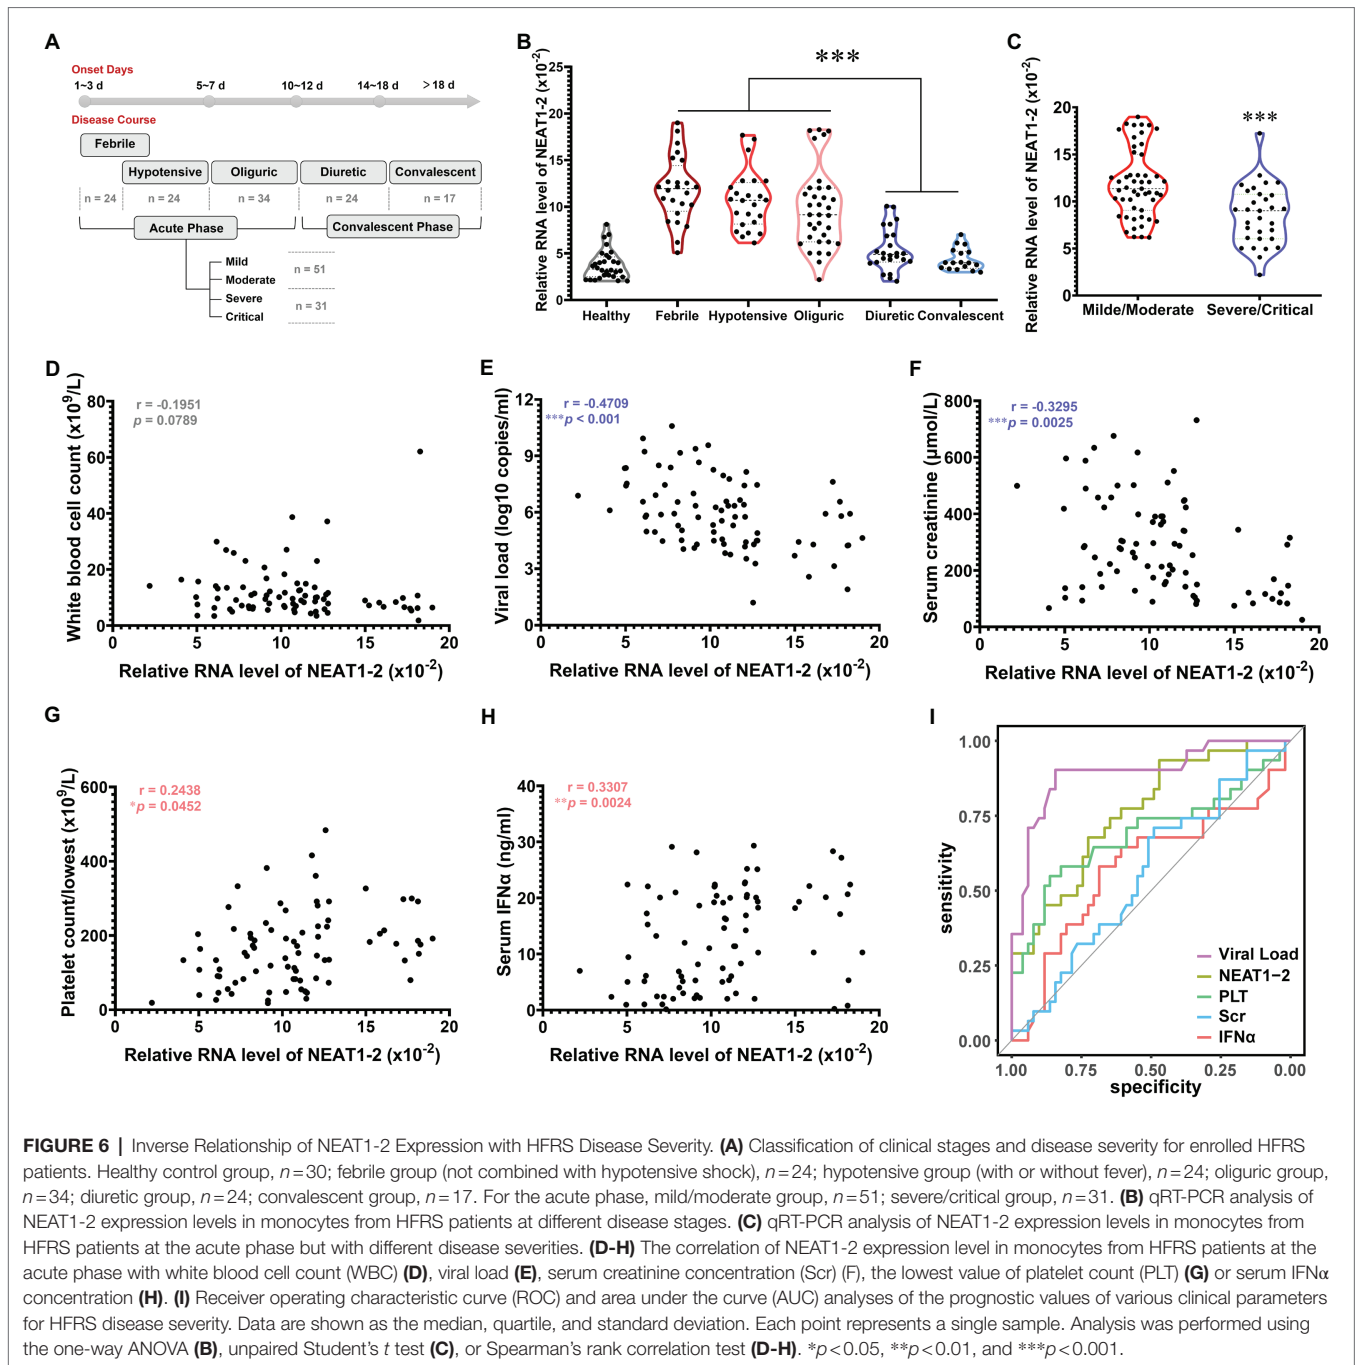 A
Onset Days
1~3 d 5~7 d 10~12 d 14~18 d >18 d
Disease Course
Febrile
Hypotensive Oliguric Diuretic Convalescent
n = 24 n = 24 n = 34 n = 24 n = 17
Acute Phase Convalescent Phase
Mild
Moderate
n = 51
Severe
Critical
n = 31
B
Relative RNA level of NEAT1-2 (x10-2)
25
20
15
10
5
0
***
Healthy Febrile Hypotensive Oliguric Diuretic Convalescent
C
Relative RNA level of NEAT1-2 (x10-2)
20
15
10
5
0
***
Milde/Moderate Severe/Critical
D
White blood cell count (x10⁹/L)
80
60
40
20
0
r = -0.1951
p = 0.0789
0 5 10 15 20
Relative RNA level of NEAT1-2 (x10-2)
E
Viral load (log10 copies/ml)
12
9
6
3
0
r = -0.4709
***p < 0.001
0 5 10 15 20
Relative RNA level of NEAT1-2 (x10-2)
F
Serum creatinine (μmol/L)
800
600
400
200
0
r = -0.3295
***p = 0.0025
0 5 10 15 20
Relative RNA level of NEAT1-2 (x10-2)
G
Platelet count/lowest (x10⁹/L)
600
400
200
0
r = 0.2438
*p = 0.0452
0 5 10 15 20
Relative RNA level of NEAT1-2 (x10-2)
H
Serum IFNα (ng/ml)
40
30
20
10
0
r = 0.3307
**p = 0.0024
0 5 10 15 20
Relative RNA level of NEAT1-2 (x10-2)
I
sensitivity
1.00
0.75
0.50
0.25
0.00
Viral Load
NEAT1−2
PLT
Scr
IFNα
1.00 0.75 0.50 0.25 0.00
specificity
FIGURE 6 | Inverse Relationship of NEAT1-2 Expression with HFRS Disease Severity. (A) Classification of clinical stages and disease severity for enrolled HFRS
patients. Healthy control group, n=30; febrile group (not combined with hypotensive shock), n=24; hypotensive group (with or without fever), n=24; oliguric group,
n=34; diuretic group, n=24; convalescent group, n=17. For the acute phase, mild/moderate group, n=51; severe/critical group, n=31. (B) qRT-PCR analysis of
NEAT1-2 expression levels in monocytes from HFRS patients at different disease stages. (C) qRT-PCR analysis of NEAT1-2 expression levels in monocytes from
HFRS patients at the acute phase but with different disease severities. (D-H) The correlation of NEAT1-2 expression level in monocytes from HFRS patients at the
acute phase with white blood cell count (WBC) (D), viral load (E), serum creatinine concentration (Scr) (F), the lowest value of platelet count (PLT) (G) or serum IFNα
concentration (H). (I) Receiver operating characteristic curve (ROC) and area under the curve (AUC) analyses of the prognostic values of various clinical parameters
for HFRS disease severity. Data are shown as the median, quartile, and standard deviation. Each point represents a single sample. Analysis was performed using
the one-way ANOVA (B), unpaired Student's t test (C), or Spearman's rank correlation test (D-H). *p<0.05, **p<0.01, and ***p<0.001.